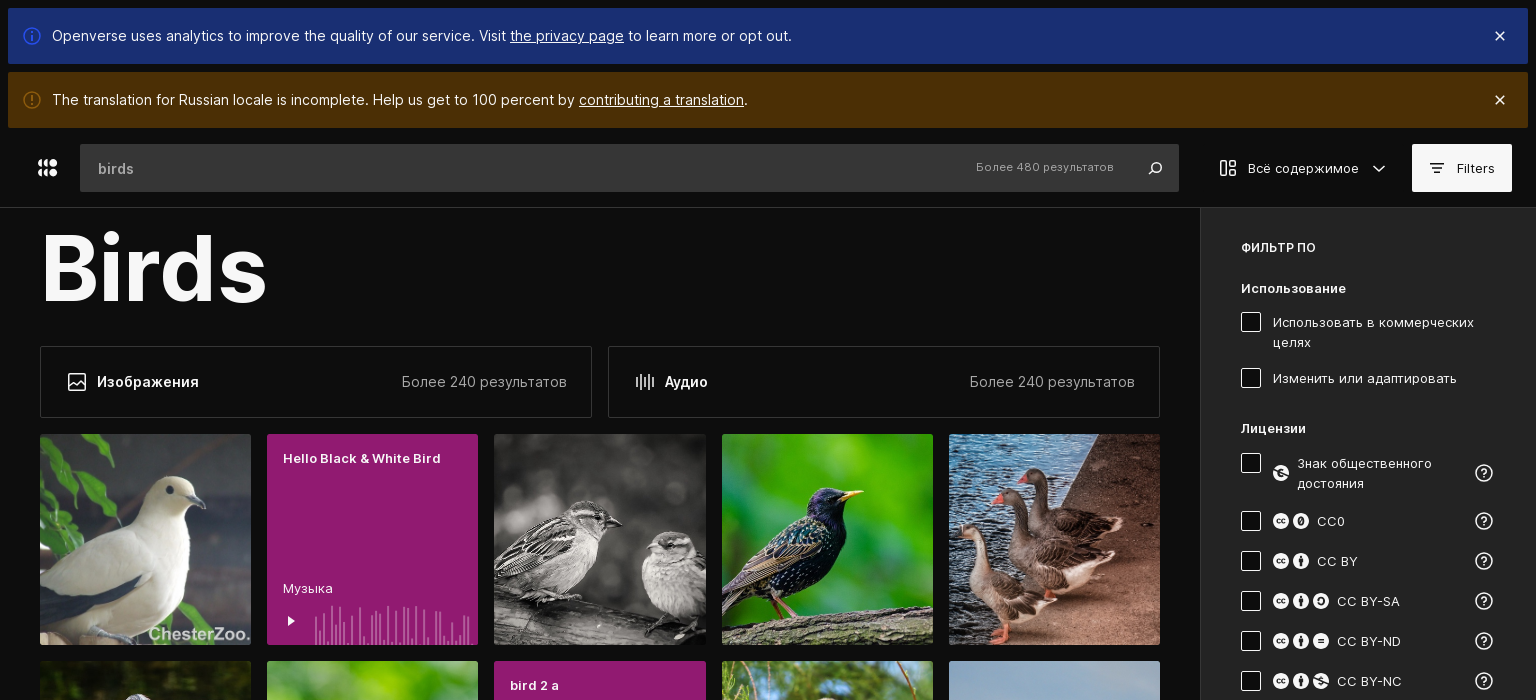 Openverse uses analytics to improve the quality of our service. Visit the privacy page to learn more or opt out.
The translation for Russian locale is incomplete. Help us get to 100 percent by contributing a translation.
birds
Более 480 результатов
Всё содержимое
Filters
Birds
Изображения
Более 240 результатов
Аудио
Более 240 результатов
Hello Black & White Bird
Музыка
ChesterZoo.
bird 2 a
ФИЛЬТР ПО
Использование
Использовать в коммерческих
целях
Изменить или адаптировать
Лицензии
Знак общественного
достояния
CC0
CC BY
CC BY-SA
CC BY-ND
CC BY-NC